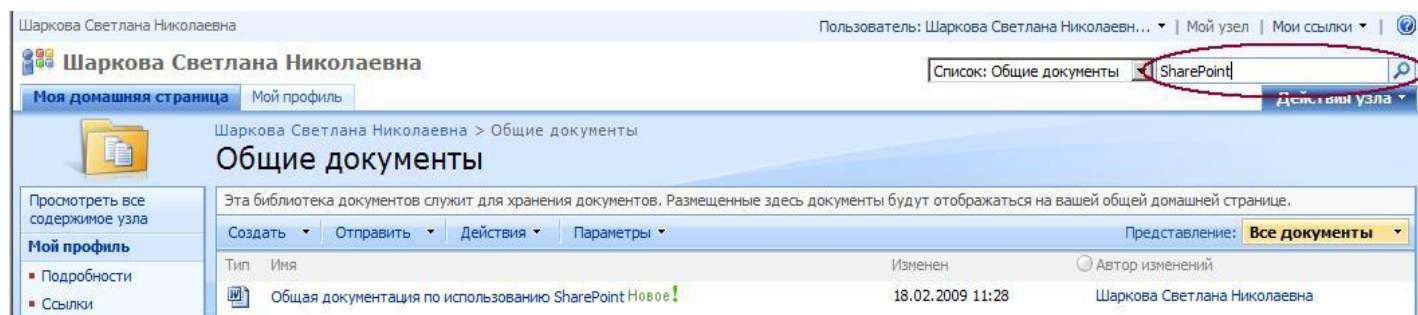 Шаркова Светлана Николаевна
Пользователь: Шаркова Светлана Николаевн... | Мой узел | Мои ссылки |
Шаркова Светлана Николаевна
Список: Общие документы SharePoint
Моя домашняя страница Мой профиль
Действия узла
Шаркова Светлана Николаевна > Общие документы
Общие документы
Просмотреть все
содержимое узла
Мой профиль
Подробности
Ссылки
Эта библиотека документов служит для хранения документов. Размещенные здесь документы будут отображаться на вашей общей домашней странице.
Создать Отправить Действия Параметры Представление: Все документы
Тип Имя Изменен Автор изменений
Общая документация по использованию SharePoint Новое! 18.02.2009 11:28 Шаркова Светлана Николаевна